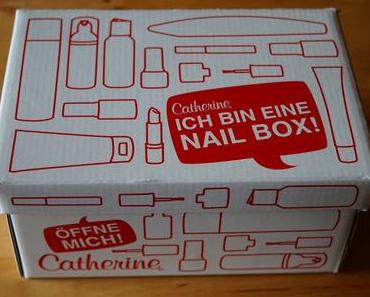 Catherine
ICH BIN EINE
NAIL BOX!
ÖFFNE
MICH!
Catherine